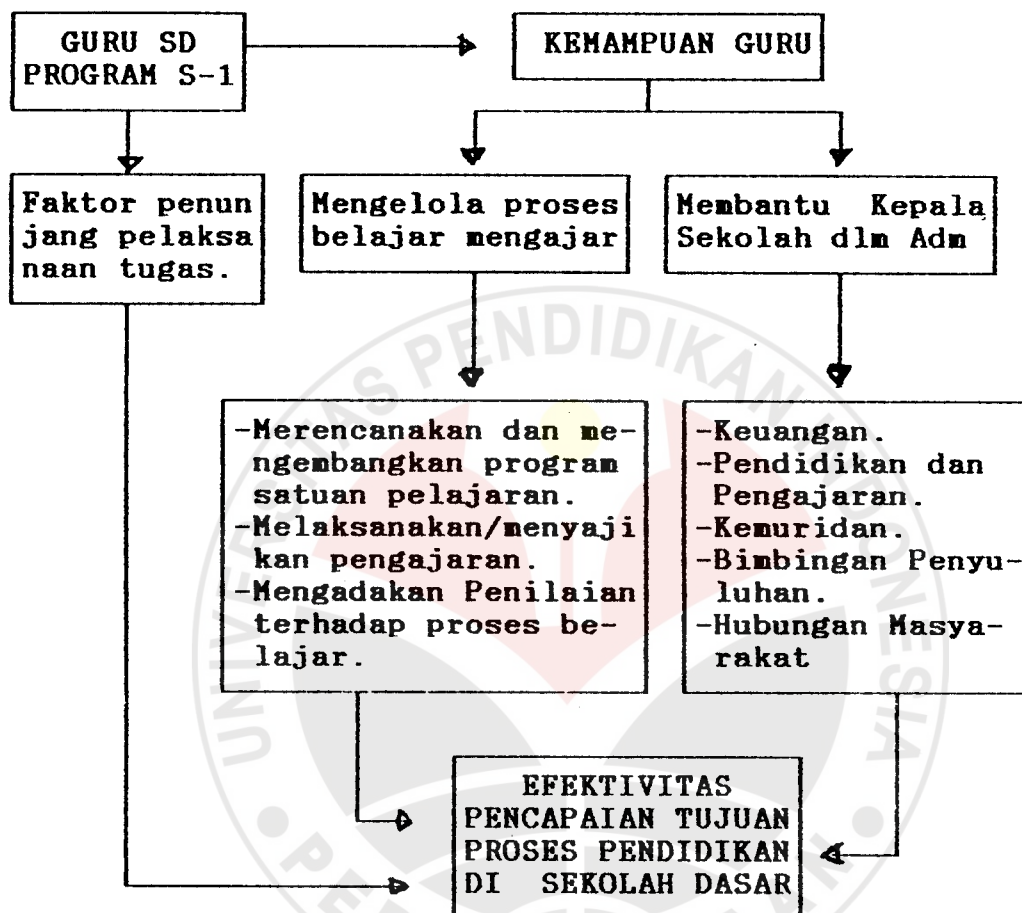 GURU SD
PROGRAM S-1
KEMAMPUAN GURU
Faktor penun
jang pelaksa
naan tugas.
Mengelola proses
belajar mengajar
Membantu Kepala
Sekolah dlm Adm
-Merencanakan dan me-
ngembangkan program
satuan pelajaran.
-Melaksanakan/menyaji
kan pengajaran.
-Mengadakan Penilaian
terhadap proses be-
lajar.
-Keuangan.
-Pendidikan dan
Pengajaran.
-Kemuridan.
-Bimbingan Penyu-
luhan.
-Hubungan Masya-
rakat
EFEKTIVITAS
PENCAPAIAN TUJUAN
PROSES PENDIDIKAN
DI SEKOLAH DASAR
UNIVERSITAS PENDIDIKAN INDONESIA